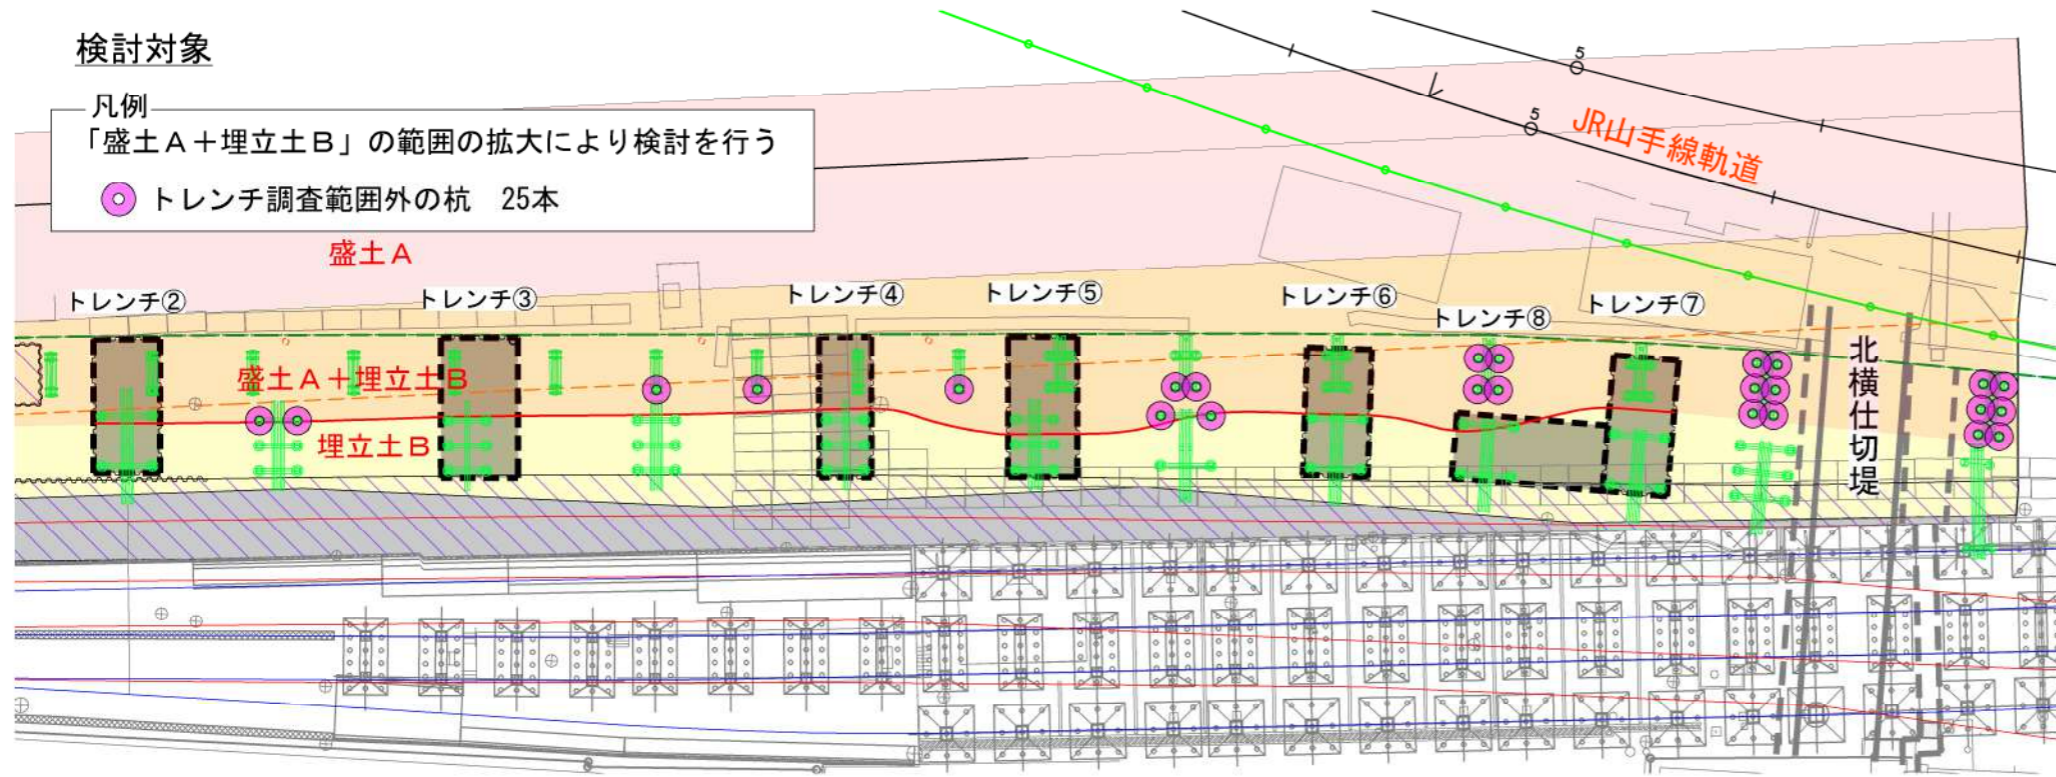 検討対象
凡例
「盛土A+埋立土B」の範囲の拡大により検討を行う
トレンチ調査範囲外の杭　25本
5
5
JR山手線軌道
盛土A
トレンチ②
トレンチ③
トレンチ④
トレンチ⑤
トレンチ⑥
トレンチ⑧
トレンチ⑦
盛土A+埋立土B
埋立土B
北横仕切堤